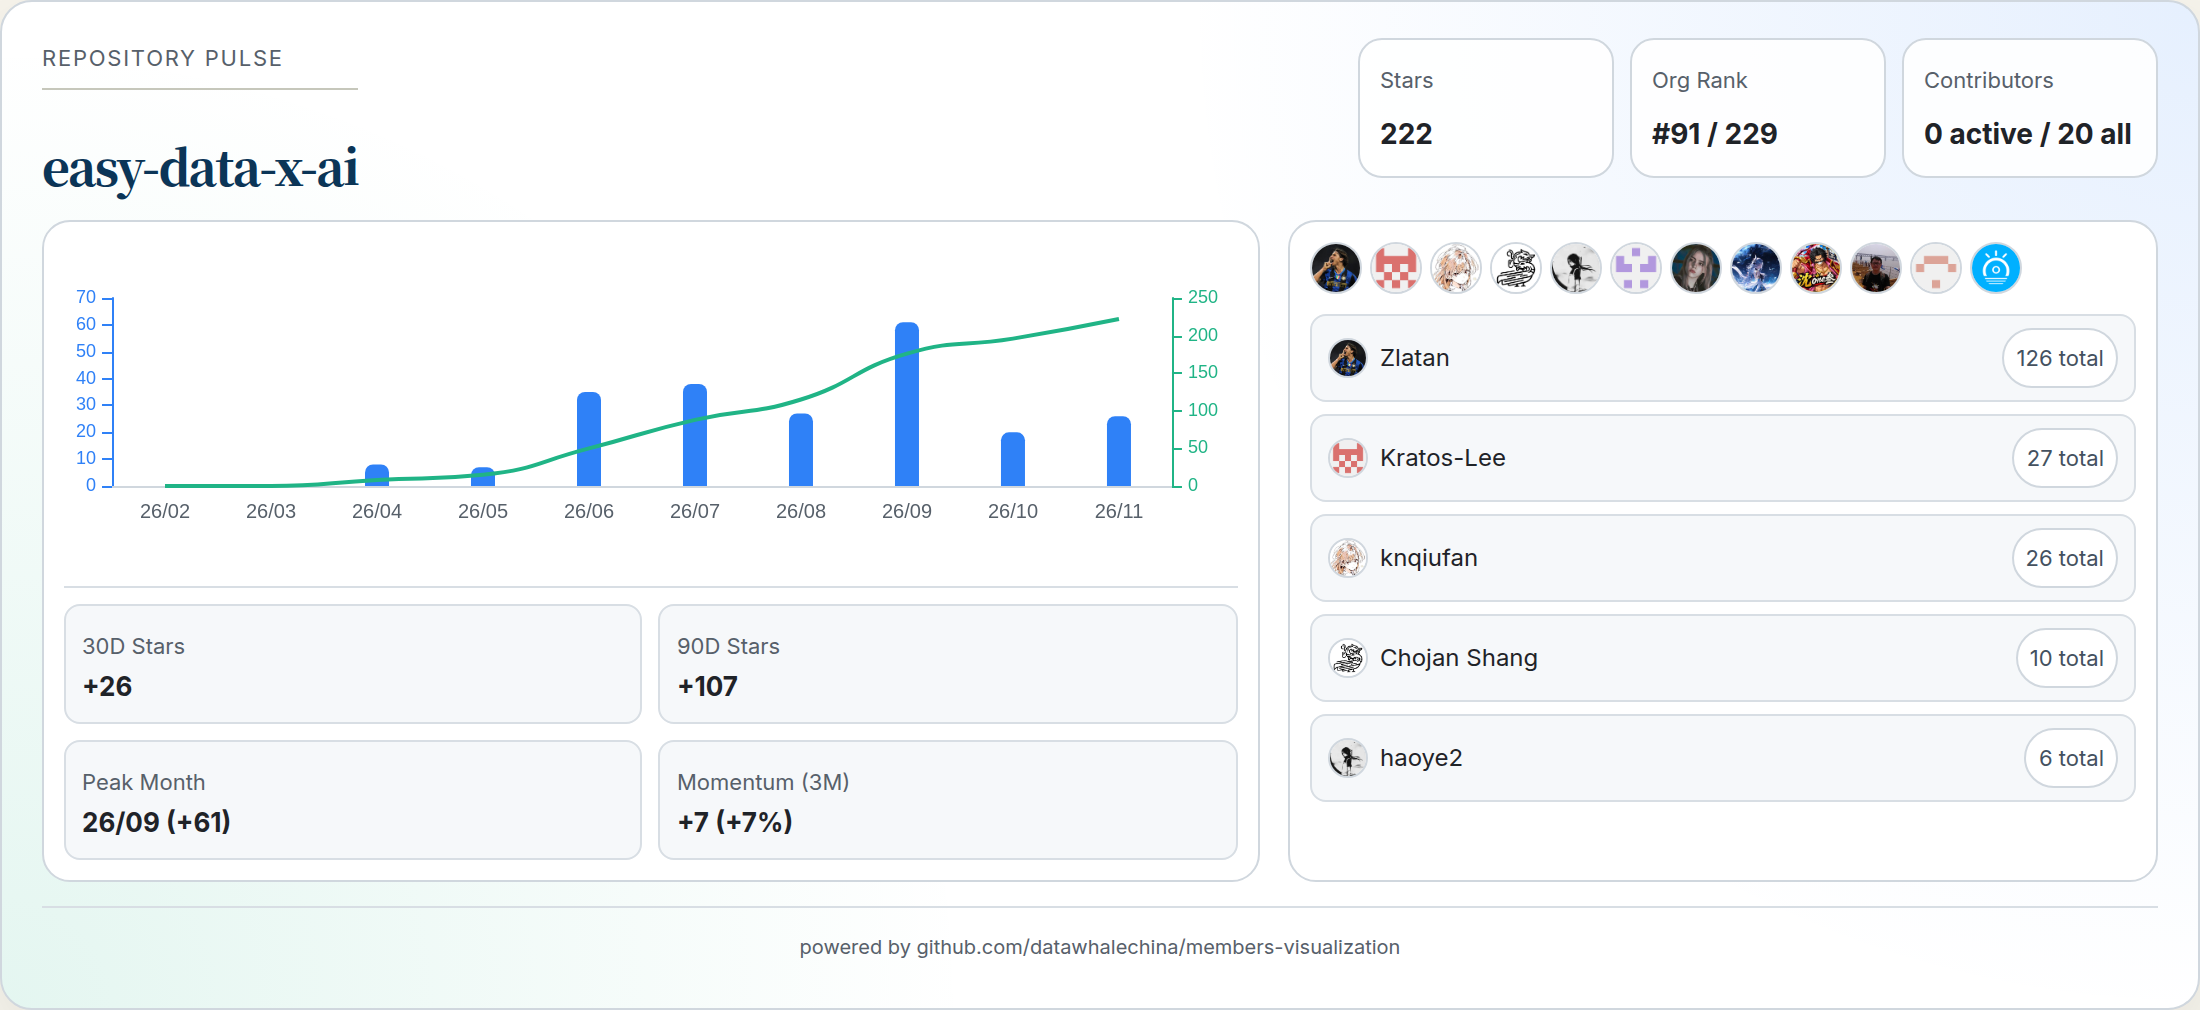 REPOSITORY PULSE
easy-data-x-ai
Stars
222
Org Rank
#91 / 229
Contributors
0 active / 20 all
70
60
50
40
30
20
10
0
250
200
150
100
50
0
26/02 26/03 26/04 26/05 26/06 26/07 26/08 26/09 26/10 26/11
30D Stars
+26
90D Stars
+107
Peak Month
26/09 (+61)
Momentum (3M)
+7 (+7%)
Zlatan 126 total
Kratos-Lee 27 total
knqiufan 26 total
Chojan Shang 10 total
haoye2 6 total
powered by github.com/datawhalechina/members-visualization